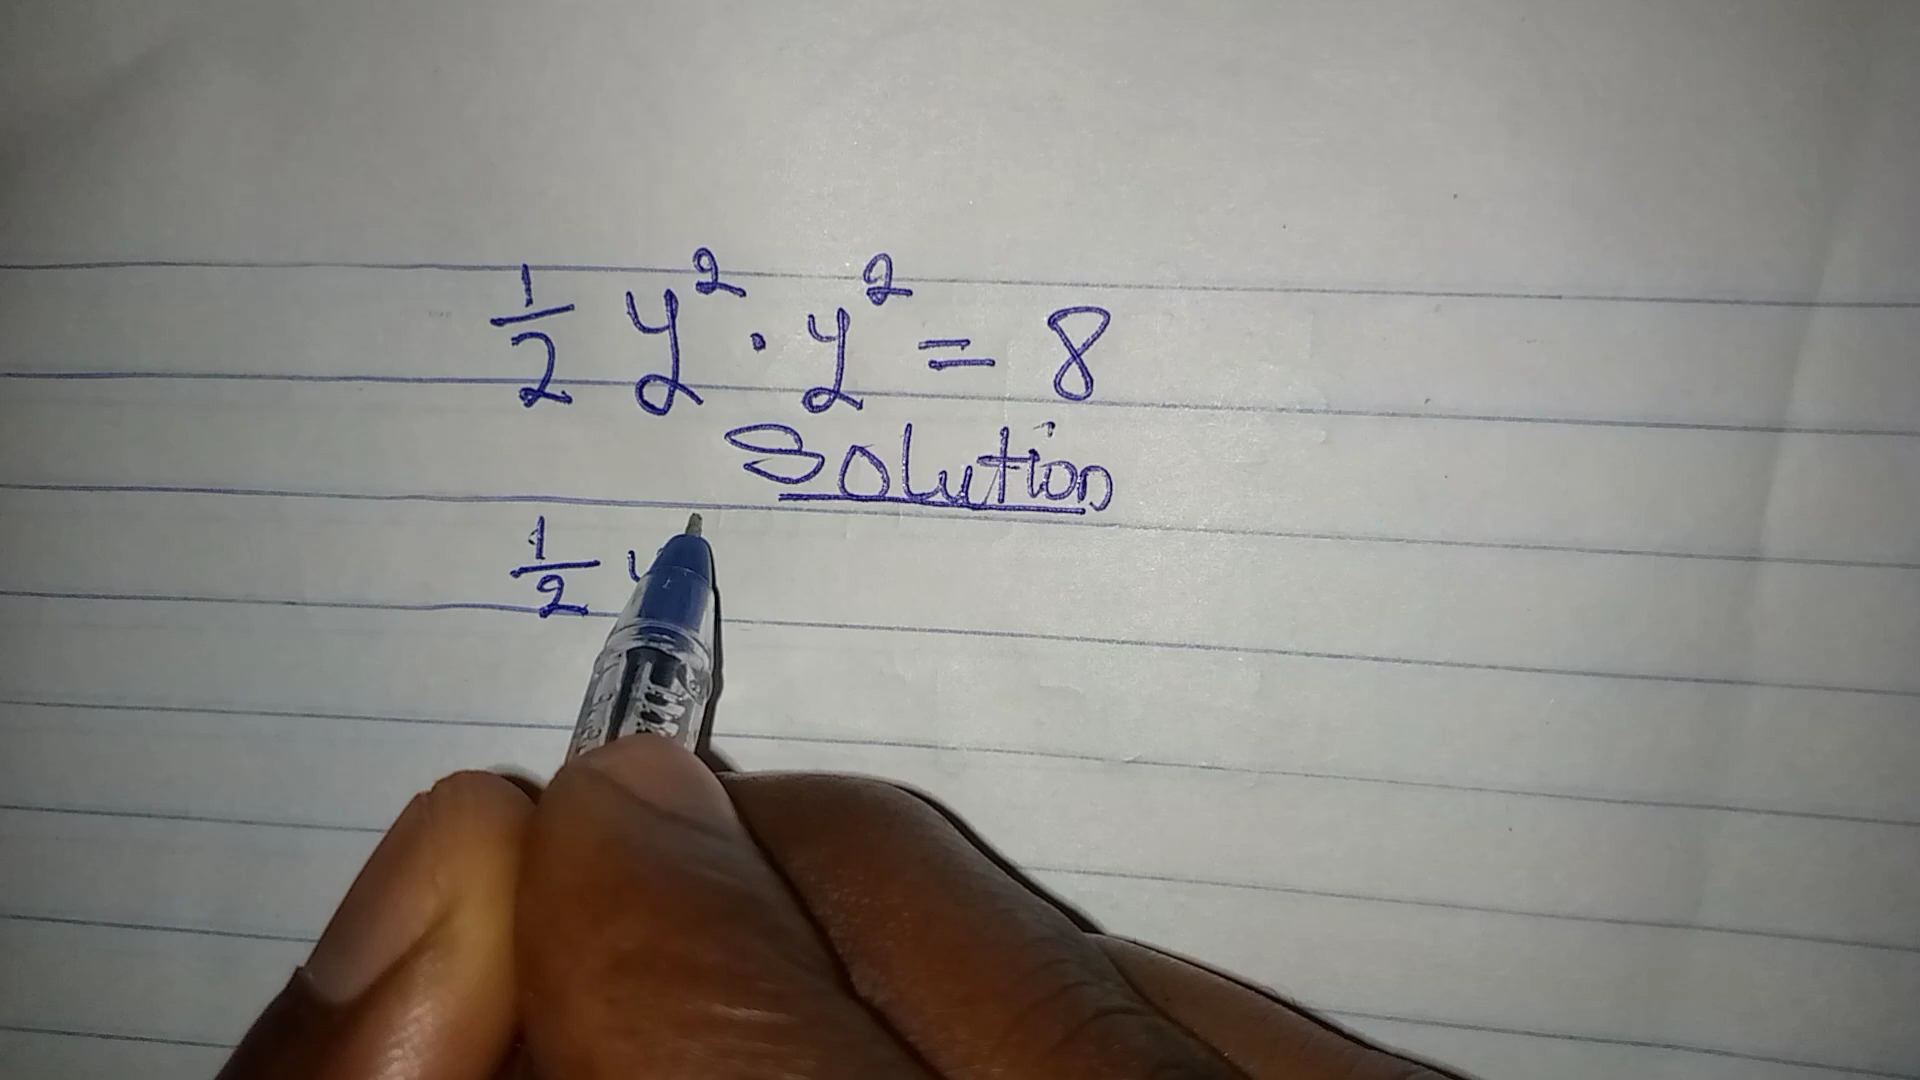 1/2 y² · y² = 8
Solution
1/2 y